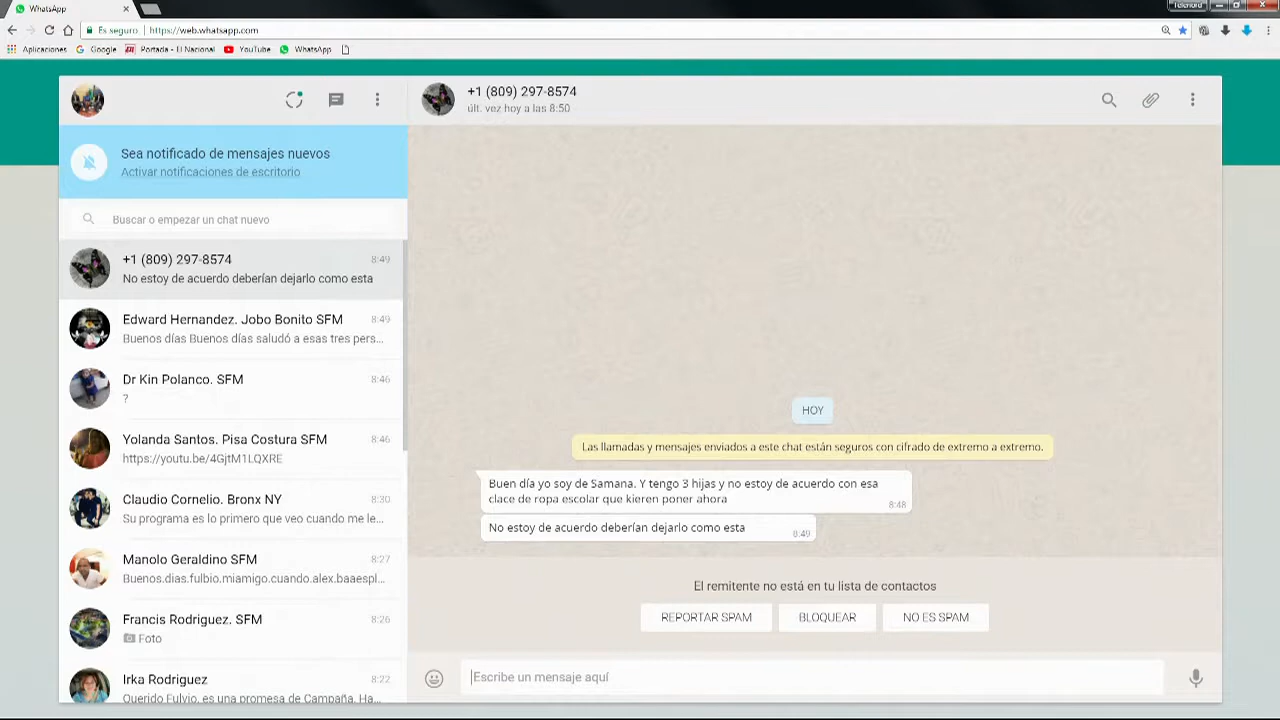 WhatsApp
Telenord
Es seguro | https://web.whatsapp.com
Aplicaciones Google Portada - El Nacional YouTube WhatsApp
+1 (809) 297-8574
últ. vez hoy a las 8:50
Sea notificado de mensajes nuevos
Activar notificaciones de escritorio
Buscar o empezar un chat nuevo
+1 (809) 297-8574 8:49
No estoy de acuerdo deberían dejarlo como esta
Edward Hernandez. Jobo Bonito SFM 8:49
Buenos días Buenos días saludó a esas tres pers...
Dr Kin Polanco. SFM 8:46
?
Yolanda Santos. Pisa Costura SFM 8:46
https://youtu.be/4GjtM1LQXRE
Claudio Cornelio. Bronx NY 8:30
Su programa es lo primero que veo cuando me le...
Manolo Geraldino SFM 8:27
Buenos.dias.fulbio.miamigo.cuando.alex.baaespl...
Francis Rodriguez. SFM 8:26
Foto
Irka Rodriguez 8:22
Querido Fulvio, es una promesa de Campaña. Ha...
HOY
Las llamadas y mensajes enviados a este chat están seguros con cifrado de extremo a extremo.
Buen día yo soy de Samana. Y tengo 3 hijas y no estoy de acuerdo con esa
clace de ropa escolar que kieren poner ahora
8:48
No estoy de acuerdo deberían dejarlo como esta
8:49
El remitente no está en tu lista de contactos
REPORTAR SPAM BLOQUEAR NO ES SPAM
Escribe un mensaje aquí